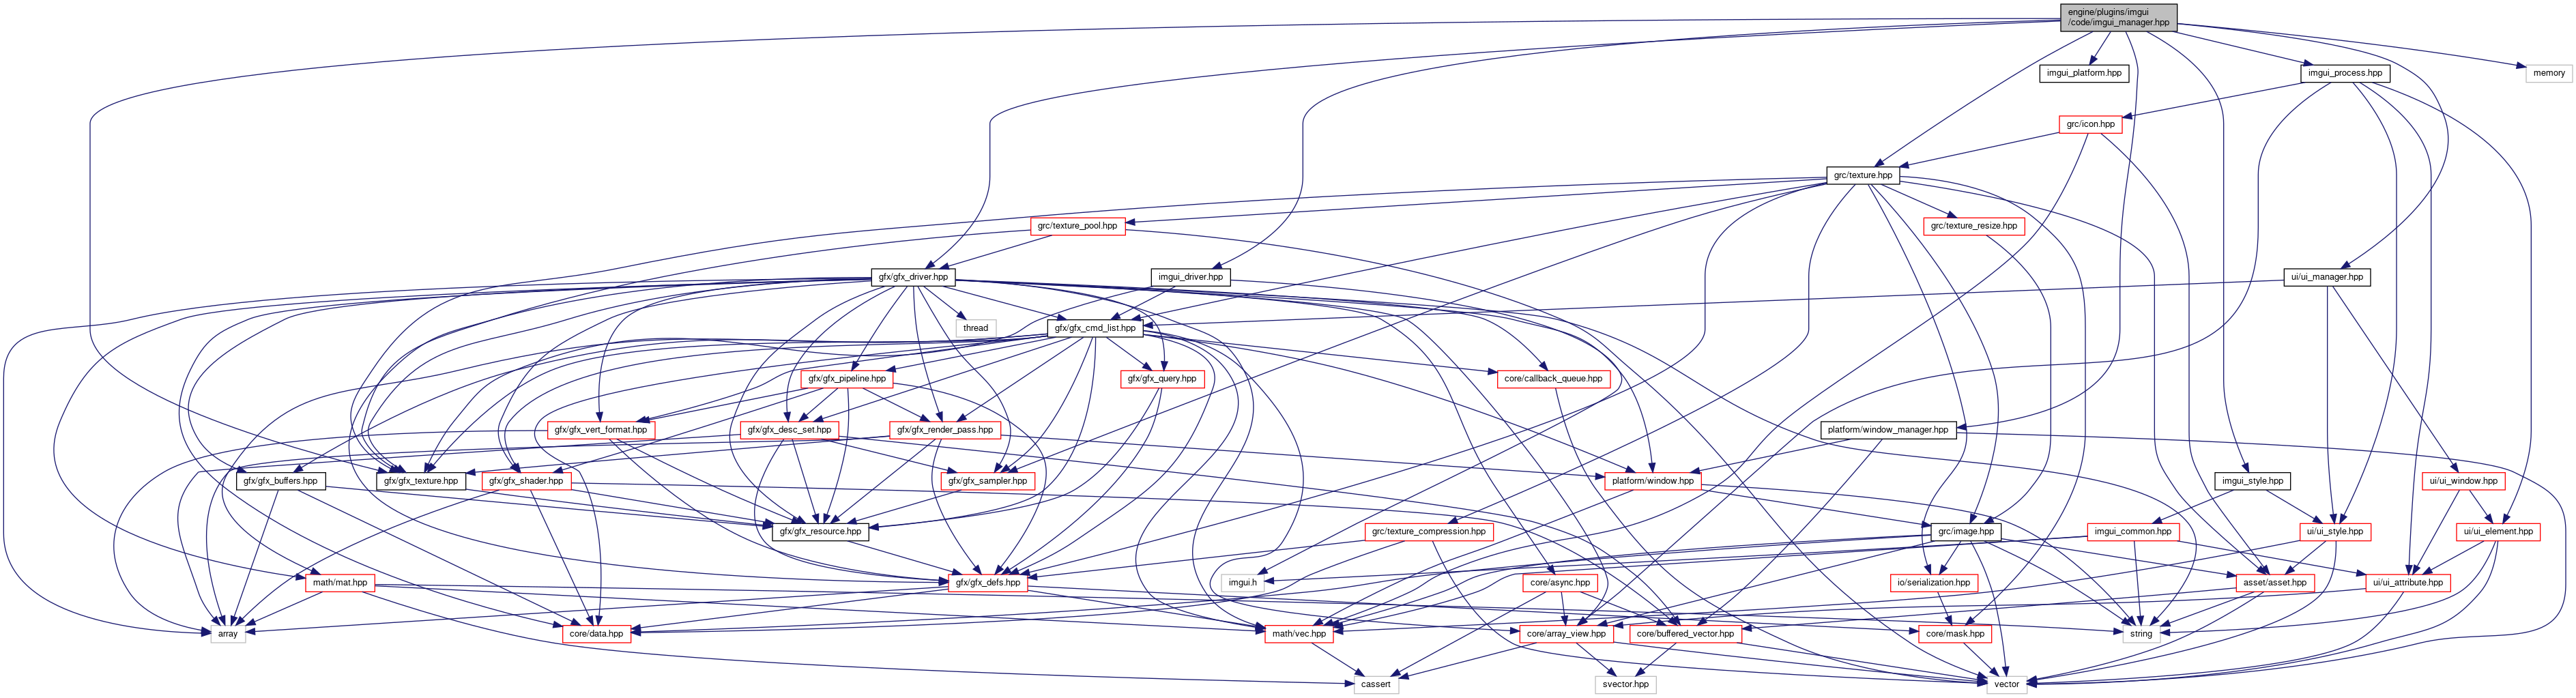 engine/plugins/imgui
/code/imgui_manager.hpp
imgui_platform.hpp
imgui_process.hpp
memory
grc/icon.hpp
grc/texture.hpp
grc/texture_pool.hpp
grc/texture_resize.hpp
gfx/gfx_driver.hpp
imgui_driver.hpp
ui/ui_manager.hpp
thread
gfx/gfx_cmd_list.hpp
gfx/gfx_pipeline.hpp
gfx/gfx_query.hpp
core/callback_queue.hpp
gfx/gfx_vert_format.hpp
gfx/gfx_desc_set.hpp
gfx/gfx_render_pass.hpp
platform/window_manager.hpp
gfx/gfx_buffers.hpp
gfx/gfx_texture.hpp
gfx/gfx_shader.hpp
gfx/gfx_sampler.hpp
platform/window.hpp
imgui_style.hpp
ui/ui_window.hpp
gfx/gfx_resource.hpp
grc/texture_compression.hpp
grc/image.hpp
imgui_common.hpp
ui/ui_style.hpp
ui/ui_element.hpp
math/mat.hpp
gfx/gfx_defs.hpp
imgui.h
core/async.hpp
io/serialization.hpp
asset/asset.hpp
ui/ui_attribute.hpp
array
core/data.hpp
math/vec.hpp
core/array_view.hpp
core/buffered_vector.hpp
core/mask.hpp
string
cassert
svector.hpp
vector